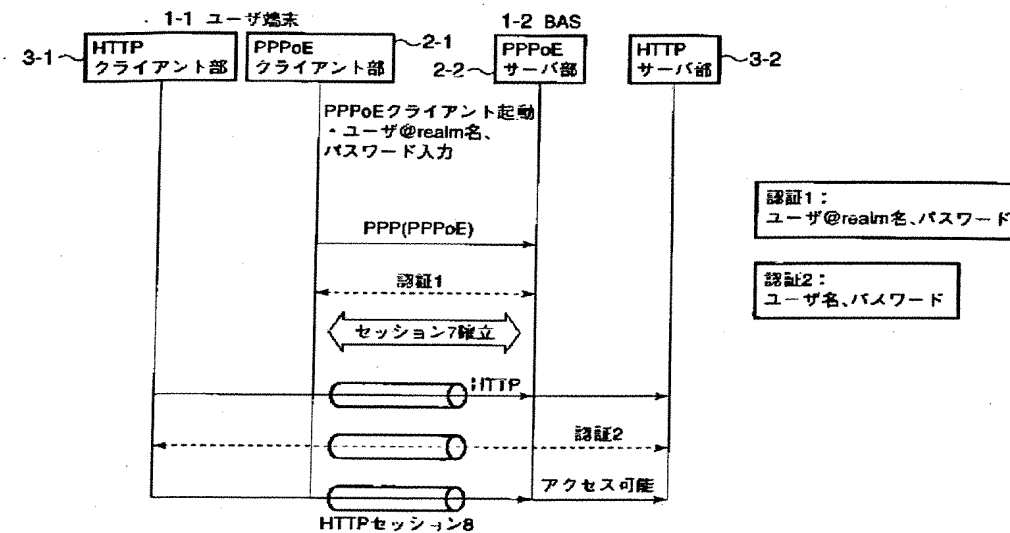 1-1 ユーザ端末
1-2 BAS
3-1
HTTP
クライアント部
PPPoE
クライアント部
2-1
2-2
PPPoE
サーバ部
HTTP
サーバ部
3-2
PPPoEクライアント起動
・ユーザ@realm名、
パスワード入力
PPP(PPPoE)
認証1
セッション7確立
HTTP
認証2
アクセス可能
HTTPセッション8
認証1：
ユーザ@realm名、パスワード
認証2：
ユーザ名、パスワード